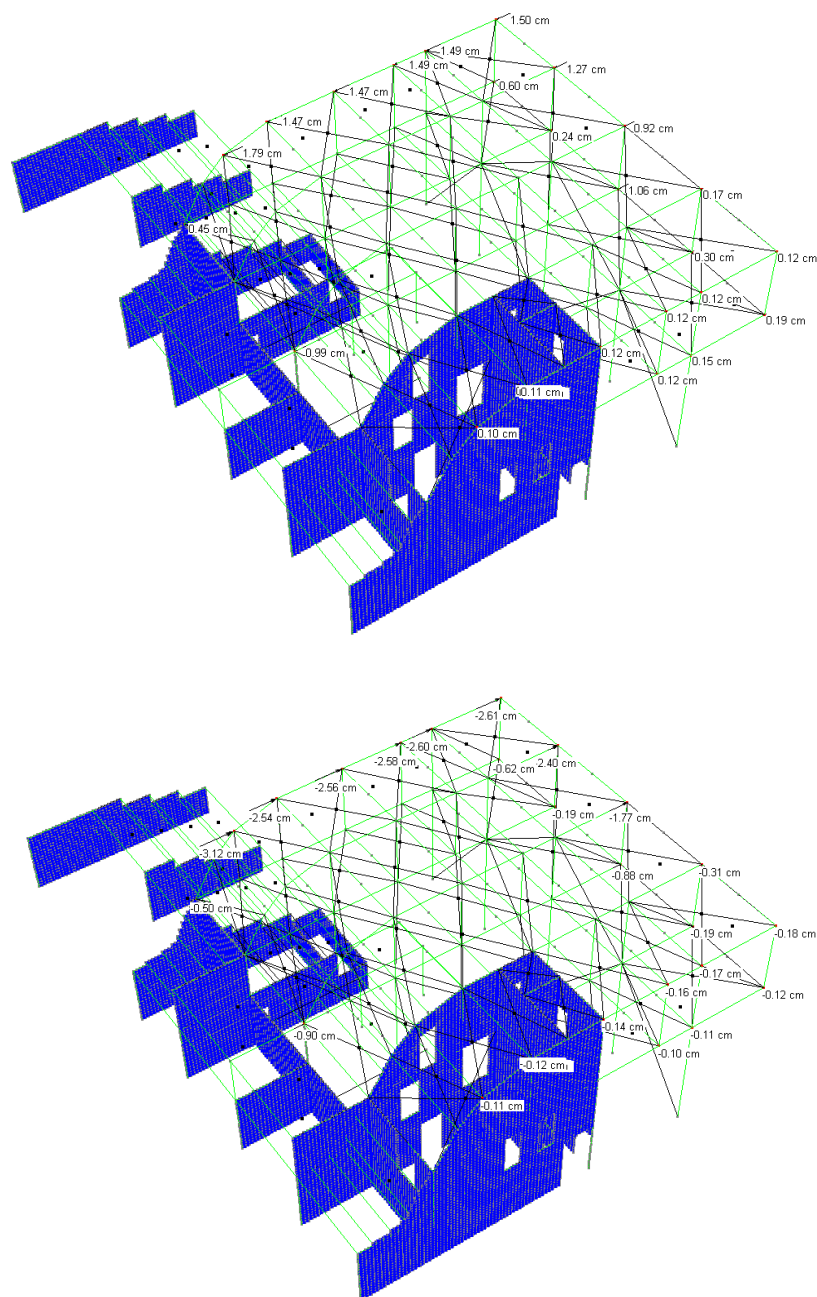 1.50 cm
1.49 cm
1.49 cm
1.27 cm
1.47 cm
0.60 cm
1.47 cm
0.92 cm
0.24 cm
1.79 cm
1.06 cm
0.17 cm
0.45 cm
0.30 cm
0.12 cm
0.12 cm
0.12 cm
0.19 cm
-0.99 cm
0.12 cm
0.15 cm
0.12 cm
0.11 cm
0.10 cm
-2.61 cm
-2.60 cm
-2.58 cm
-0.62 cm
-2.40 cm
-2.56 cm
-2.54 cm
-0.19 cm
-1.77 cm
-3.12 cm
-0.88 cm
-0.31 cm
-0.50 cm
-0.19 cm
-0.18 cm
-0.17 cm
-0.16 cm
-0.12 cm
-0.90 cm
-0.14 cm
-0.11 cm
-0.10 cm
-0.12 cm
-0.11 cm